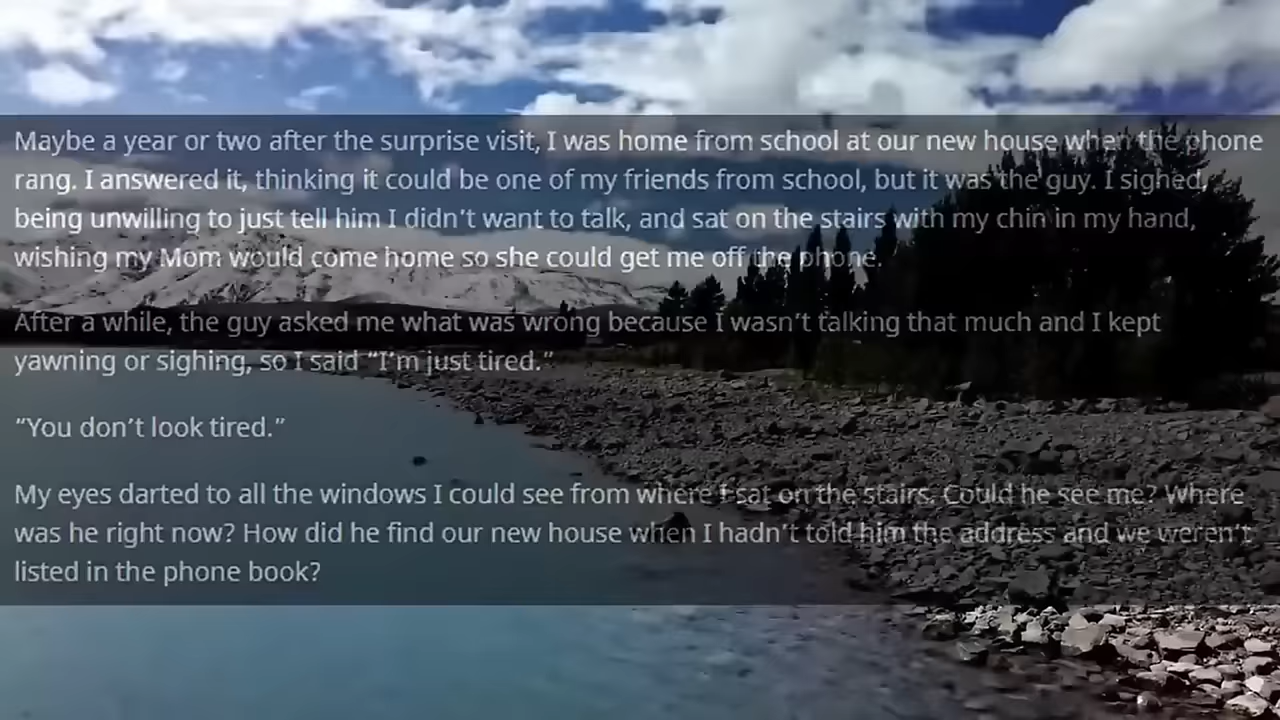 Maybe a year or two after the surprise visit, I was home from school at our new house when the phone
rang. I answered it, thinking it could be one of my friends from school, but it was the guy. I sighed,
being unwilling to just tell him I didn’t want to talk, and sat on the stairs with my chin in my hand,
wishing my Mom would come home so she could get me off the phone.
After a while, the guy asked me what was wrong because I wasn’t talking that much and I kept
yawning or sighing, so I said “I’m just tired.”
“You don’t look tired.”
My eyes darted to all the windows I could see from where I sat on the stairs. Could he see me? Where
was he right now? How did he find our new house when I hadn’t told him the address and we weren’t
listed in the phone book?